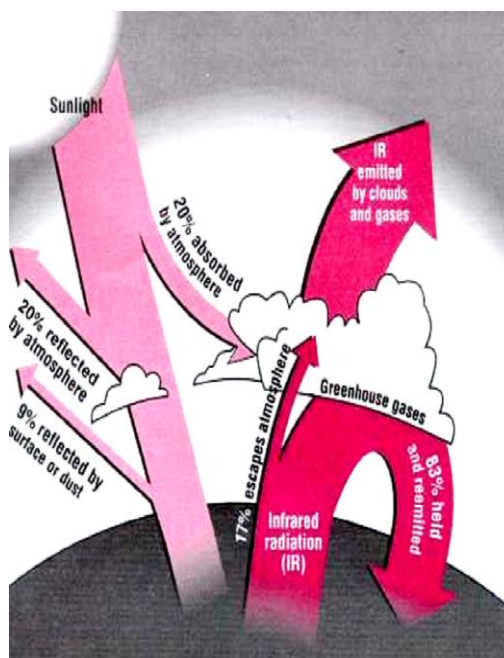 Sunlight
IR
emitted
by clouds
and gases
20% absorbed
by atmosphere
20% reflected
by atmosphere
9% reflected by
surface or dust
17% escapes atmosphere
Greenhouse gases
83% held
and reemitted
Infrared
radiation
(IR)